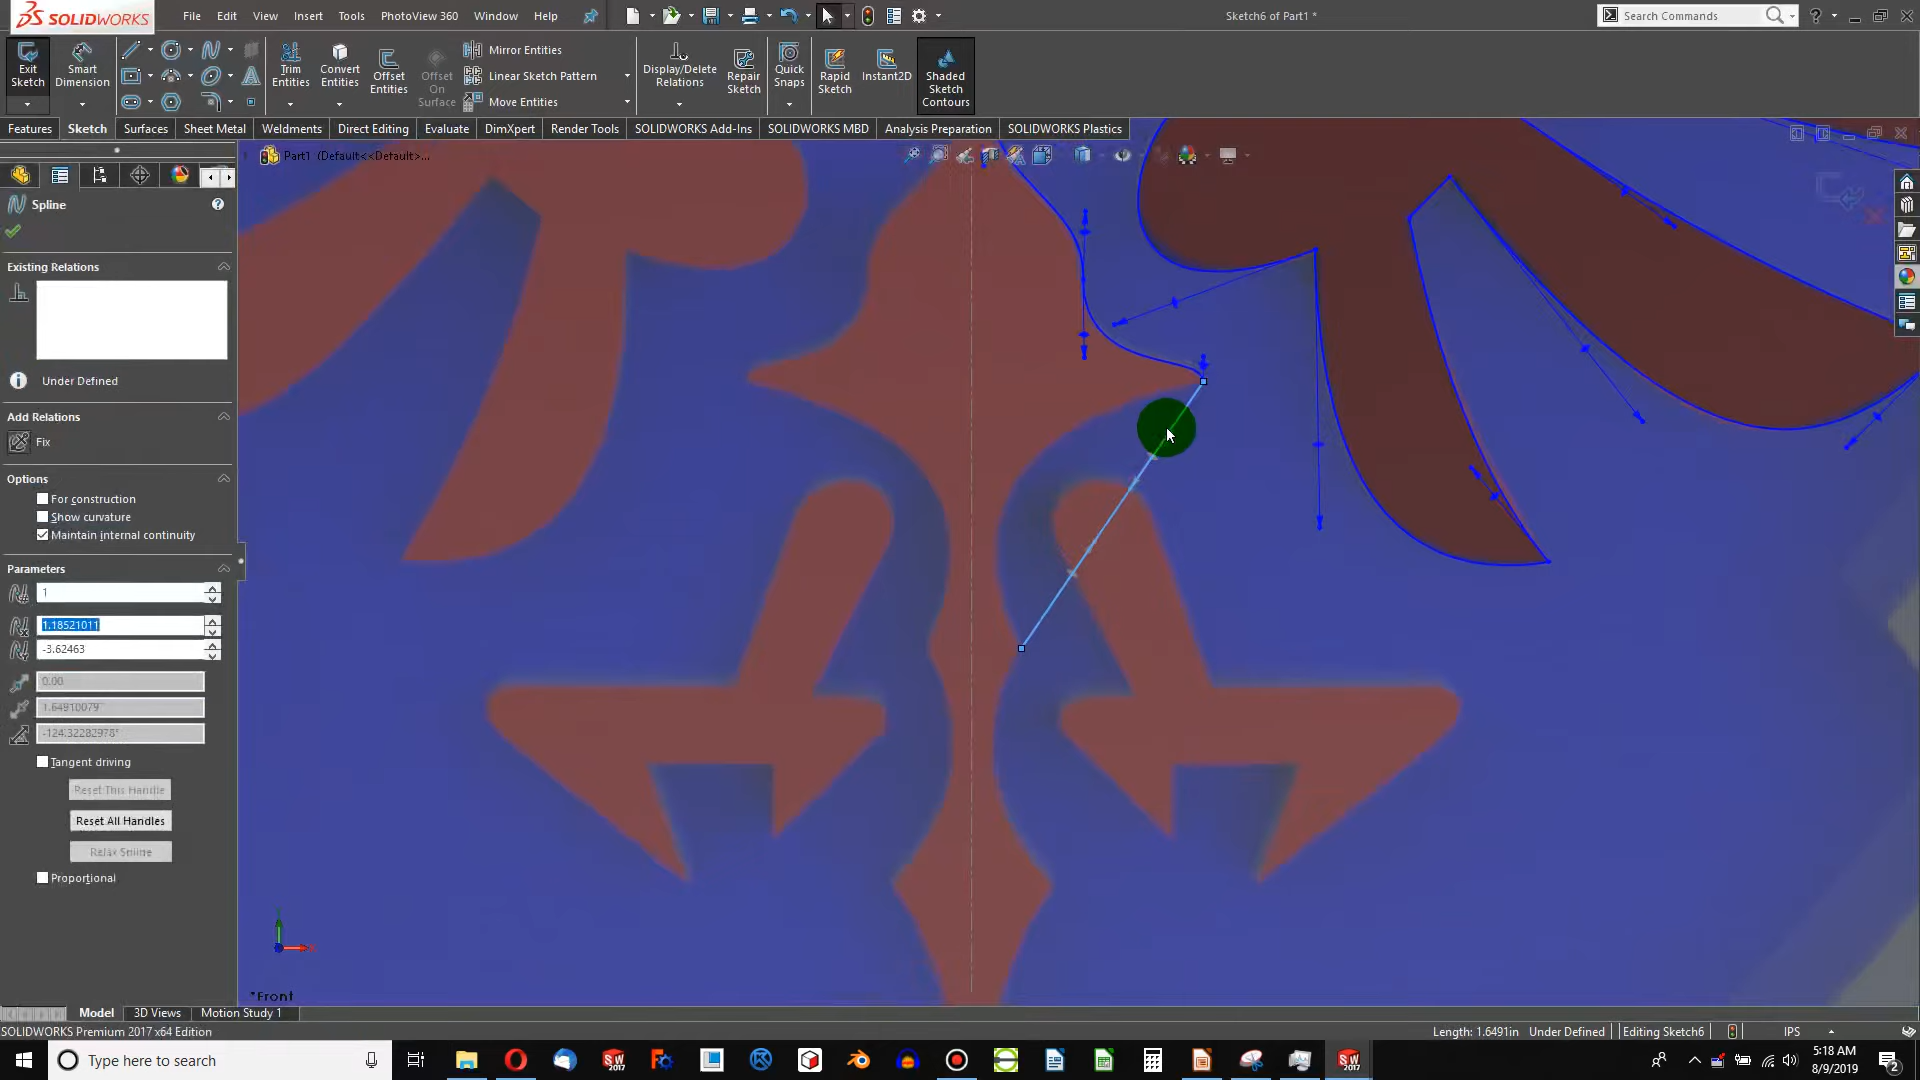 SOLIDWORKS
File Edit View Insert Tools PhotoView 360 Window Help
Sketch6 of Part1 *
Search Commands
Exit Sketch
Smart Dimension
Trim Entities
Convert Entities
Offset Entities
Offset On Surface
Mirror Entities
Linear Sketch Pattern
Move Entities
Display/Delete Relations
Repair Sketch
Quick Snaps
Rapid Sketch
Instant2D
Shaded Sketch Contours
Features Sketch Surfaces Sheet Metal Weldments Direct Editing Evaluate DimXpert Render Tools SOLIDWORKS Add-Ins SOLIDWORKS MBD Analysis Preparation SOLIDWORKS Plastics
Part1 (Default<<Default>...
Spline
Existing Relations
Under Defined
Add Relations
Fix
Options
For construction
Show curvature
Maintain internal continuity
Parameters
1
1.18521011
-3.62463
0.00
1.64910079"
-124.32282978°
Tangent driving
Reset This Handle
Reset All Handles
Relax Spline
Proportional
*Front
Model 3D Views Motion Study 1
SOLIDWORKS Premium 2017 x64 Edition
Length: 1.6491in Under Defined Editing Sketch6 IPS
Type here to search
SW 2017
SW 2017
5:18 AM
8/9/2019
2